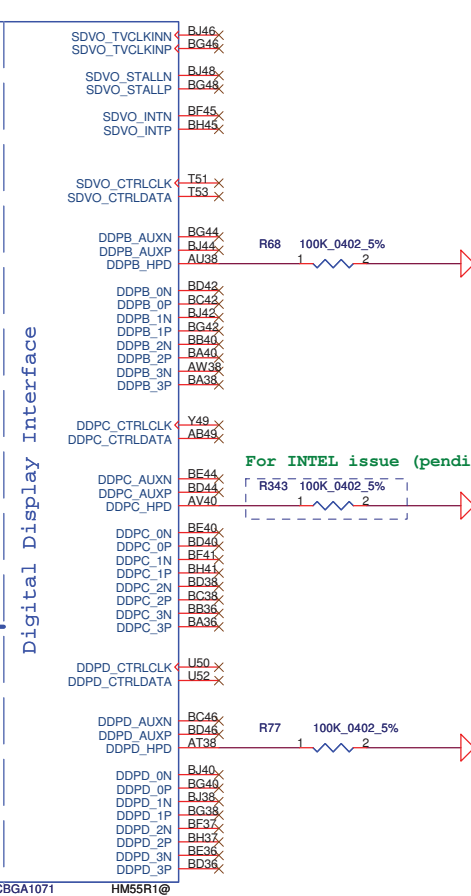 SDVO_TVCLKINN BJ46
SDVO_TVCLKINP BG46
SDVO_STALLN BJ48
SDVO_STALLP BG48
SDVO_INTN BF45
SDVO_INTP BH45
SDVO_CTRLCLK T51
SDVO_CTRLDATA T53
DDPB_AUXN BG44
DDPB_AUXP BJ44
R68 100K_0402_5%
DDPB_HPD AU38 1 2
DDPB_0N BD42
DDPB_0P BC42
DDPB_1N BJ42
DDPB_1P BG42
DDPB_2N BB40
DDPB_2P BA40
DDPB_3N AW38
DDPB_3P BA38
Digital Display Interface
DDPC_CTRLCLK Y49
DDPC_CTRLDATA AB49
For INTEL issue (pendi
DDPC_AUXN BE44
DDPC_AUXP BD44
R343 100K_0402_5%
DDPC_HPD AV40 1 2
DDPC_0N BE40
DDPC_0P BD40
DDPC_1N BF41
DDPC_1P BH41
DDPC_2N BD38
DDPC_2P BC38
DDPC_3N BB36
DDPC_3P BA36
DDPD_CTRLCLK U50
DDPD_CTRLDATA U52
DDPD_AUXN BC46
DDPD_AUXP BD46
R77 100K_0402_5%
DDPD_HPD AT38 1 2
DDPD_0N BJ40
DDPD_0P BG40
DDPD_1N BJ38
DDPD_1P BG38
DDPD_2N BF37
DDPD_2P BH37
DDPD_3N BE36
DDPD_3P BD36
CBGA1071 HM55R1@